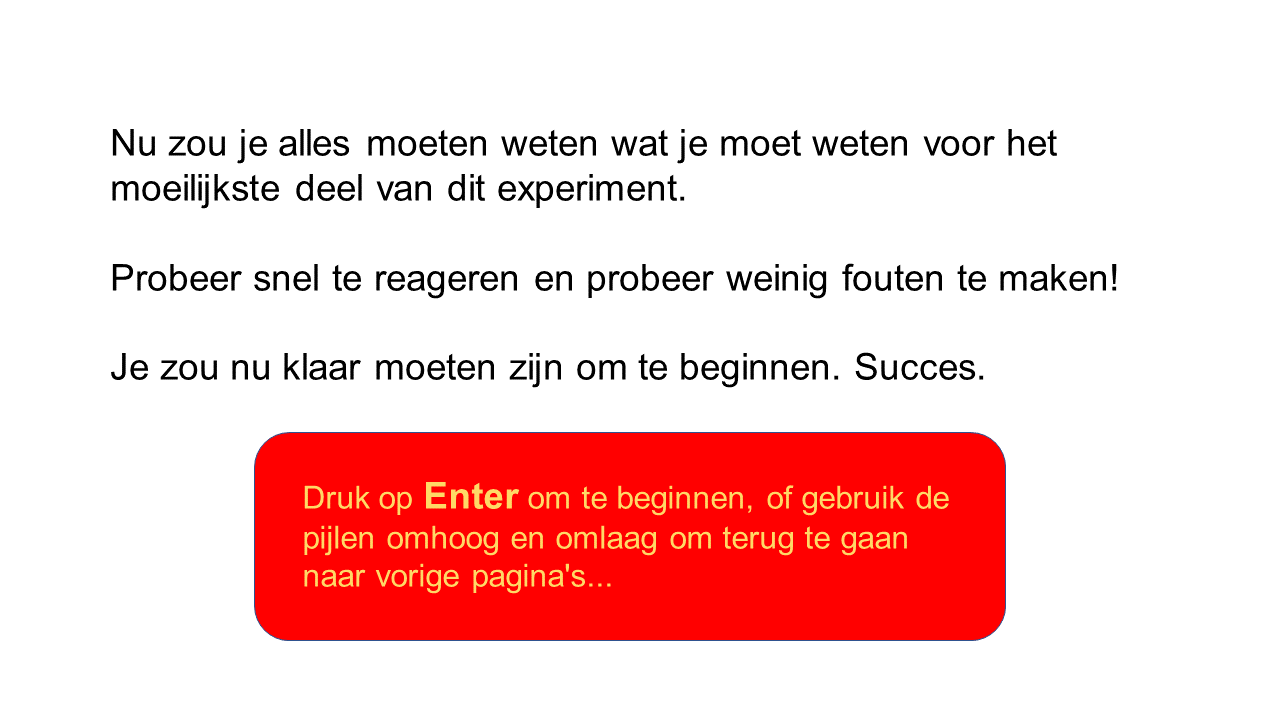 Nu zou je alles moeten weten wat je moet weten voor het
moeilijkste deel van dit experiment.
Probeer snel te reageren en probeer weinig fouten te maken!
Je zou nu klaar moeten zijn om te beginnen. Succes.
Druk op Enter om te beginnen, of gebruik de
pijlen omhoog en omlaag om terug te gaan
naar vorige pagina's...